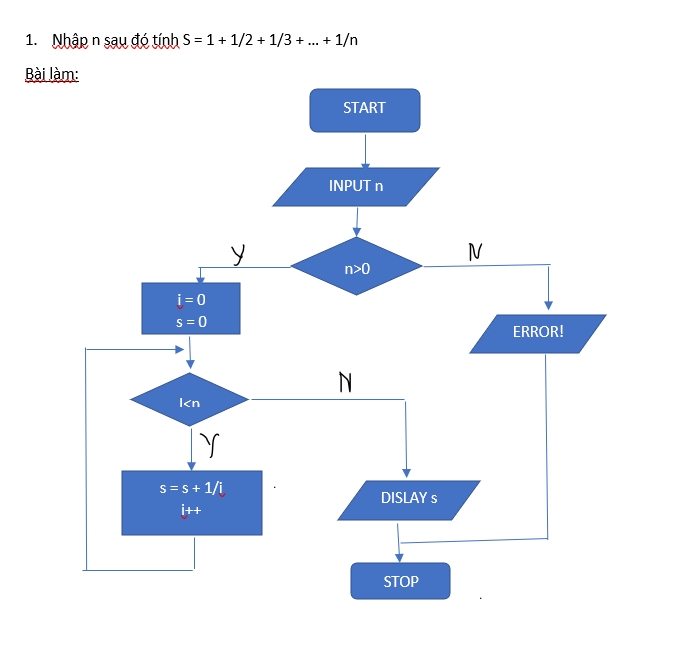 1. Nhập n sau đó tính S = 1 + 1/2 + 1/3 + ... + 1/n
Bài làm:
START
INPUT n
n>0
Y
N
i = 0
s = 0
ERROR!
I<n
N
Y
s = s + 1/i
i++
DISLAY s
STOP